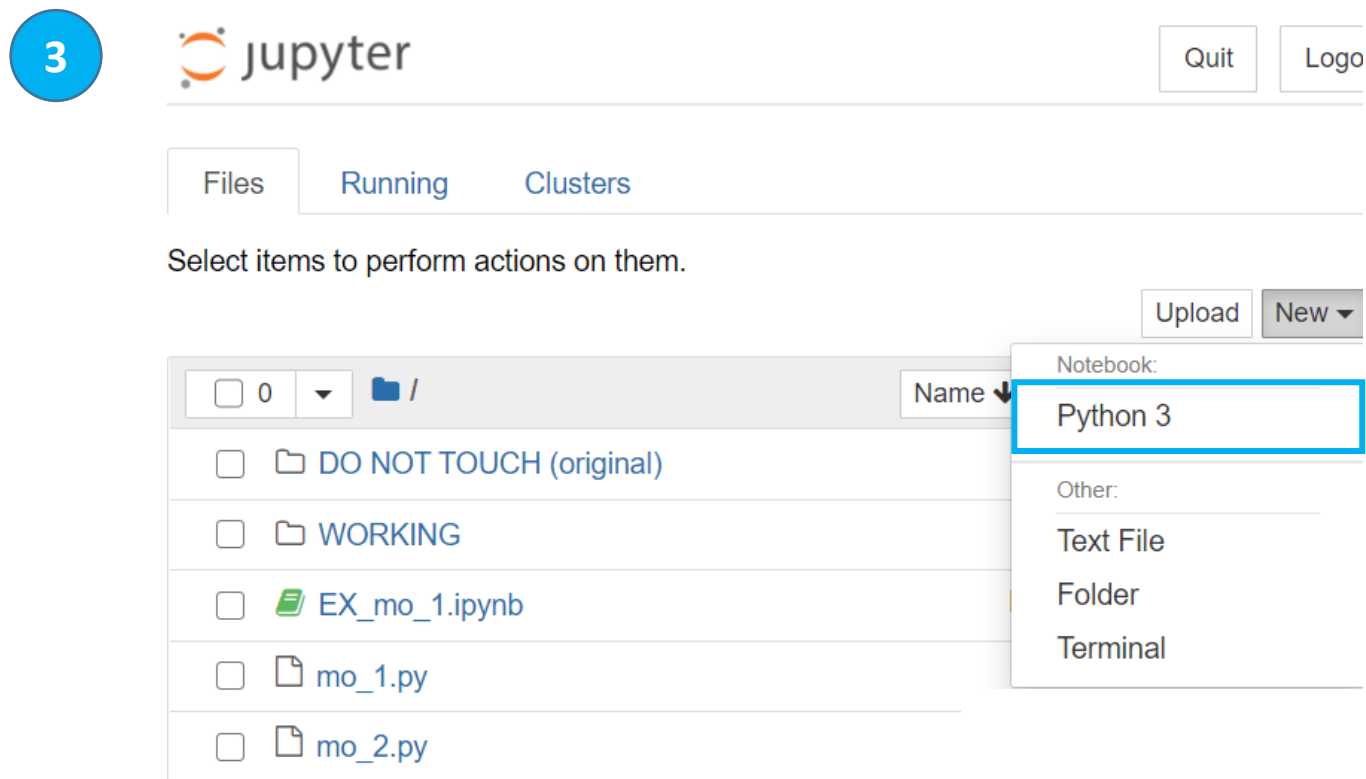 3
jupyter
Quit
Logo
Files Running Clusters
Select items to perform actions on them.
Upload New
0 / Name
Notebook:
Python 3
DO NOT TOUCH (original)
Other:
WORKING
Text File
EX_mo_1.ipynb
Folder
Terminal
mo_1.py
mo_2.py